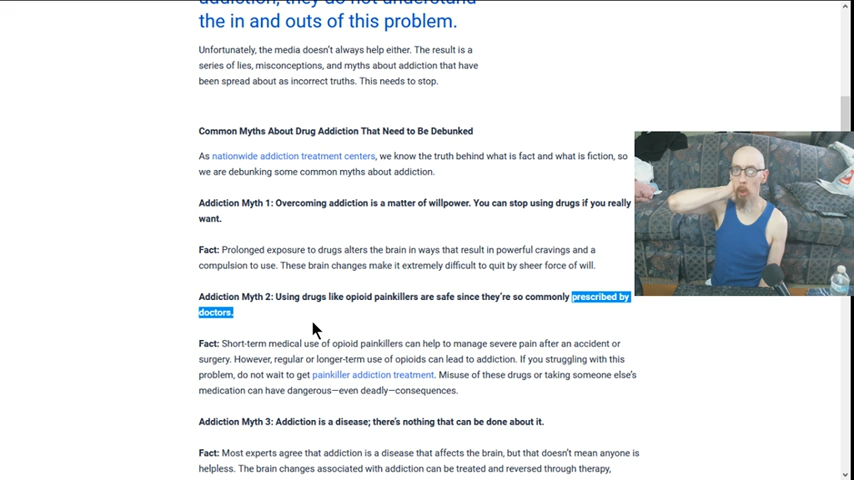 the in and outs of this problem.
Unfortunately, the media doesn't always help either. The result is a
series of lies, misconceptions, and myths about addiction that have
been spread about as incorrect truths. This needs to stop.
Common Myths About Drug Addiction That Need to Be Debunked
As nationwide addiction treatment centers, we know the truth behind what is fact and what is fiction, so
we are debunking some common myths about addiction.
Addiction Myth 1: Overcoming addiction is a matter of willpower. You can stop using drugs if you really
want.
Fact: Prolonged exposure to drugs alters the brain in ways that result in powerful cravings and a
compulsion to use. These brain changes make it extremely difficult to quit by sheer force of will.
Addiction Myth 2: Using drugs like opioid painkillers are safe since they're so commonly prescribed by
doctors.
Fact: Short-term medical use of opioid painkillers can help to manage severe pain after an accident or
surgery. However, regular or longer-term use of opioids can lead to addiction. If you struggling with this
problem, do not wait to get painkiller addiction treatment. Misuse of these drugs or taking someone else's
medication can have dangerous—even deadly—consequences.
Addiction Myth 3: Addiction is a disease; there's nothing that can be done about it.
Fact: Most experts agree that addiction is a disease that affects the brain, but that doesn't mean anyone is
helpless. The brain changes associated with addiction can be treated and reversed through therapy,